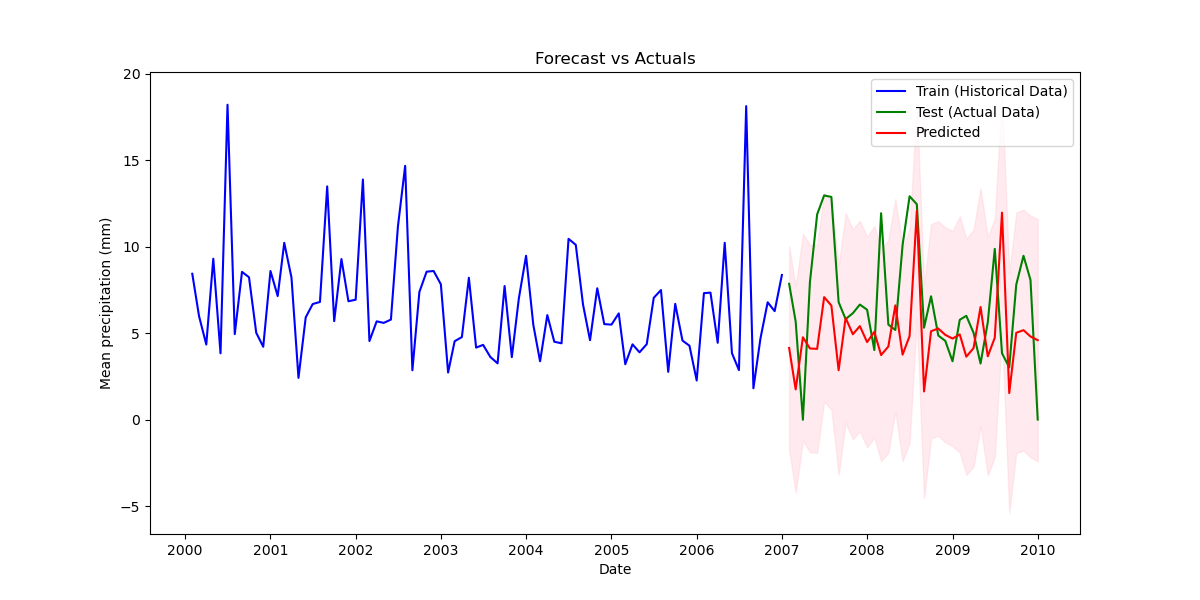 Forecast vs Actuals
Train (Historical Data)
Test (Actual Data)
Predicted
Mean precipitation (mm)
20
15
10
5
0
−5
2000 2001 2002 2003 2004 2005 2006 2007 2008 2009 2010
Date